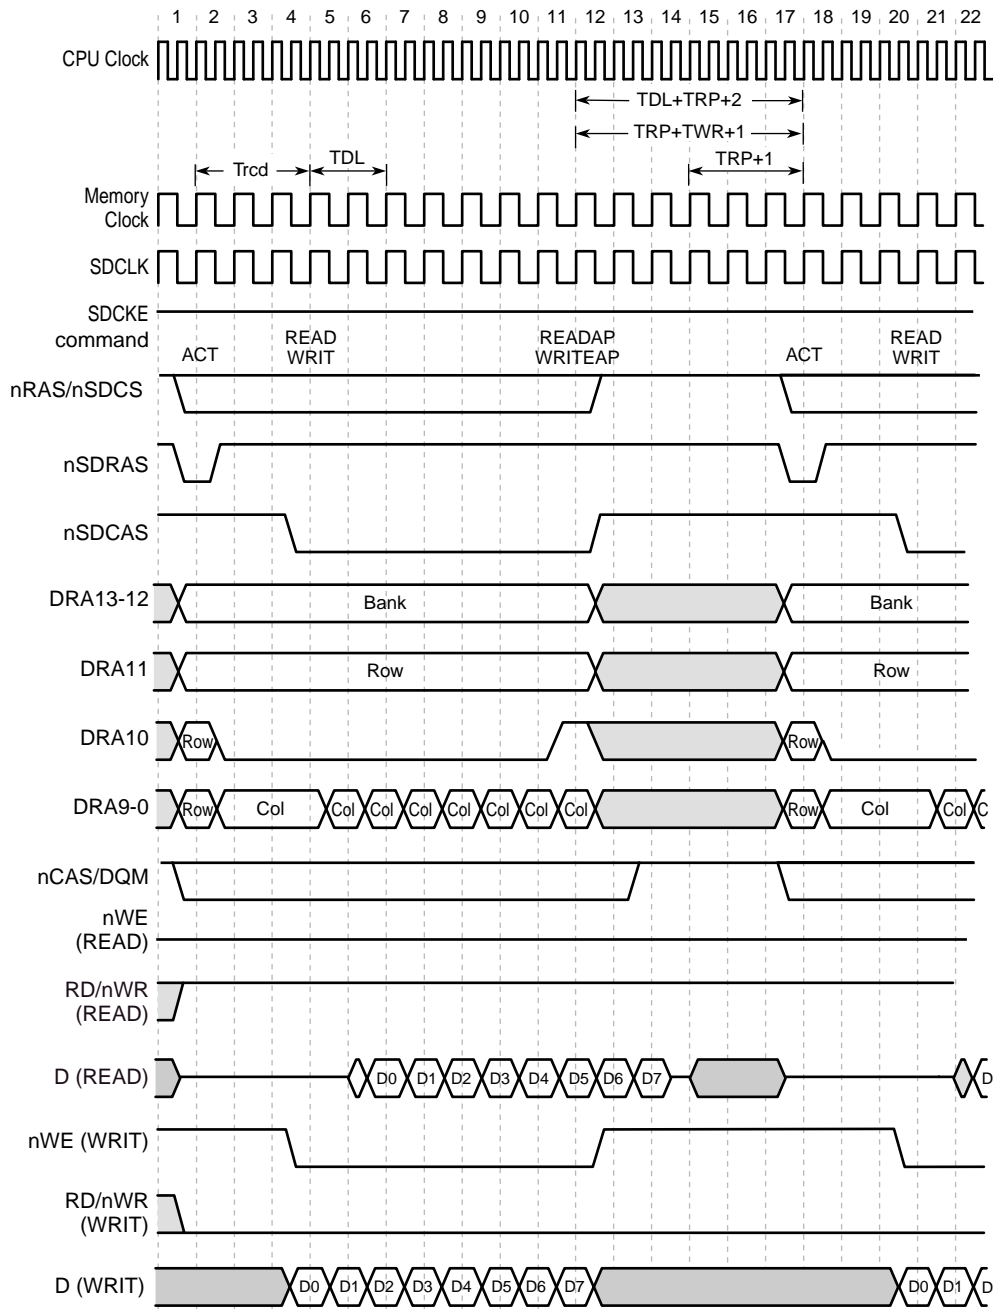 1 2 3 4 5 6 7 8 9 10 11 12 13 14 15 16 17 18 19 20 21 22
CPU Clock
TDL+TRP+2
TRP+TWR+1
Trcd TDL TRP+1
Memory
Clock
SDCLK
SDCKE
command
ACT READ READAP ACT READ
WRIT WRITEAP WRIT
nRAS/nSDCS
nSDRAS
nSDCAS
DRA13-12 Bank Bank
DRA11 Row Row
DRA10 Row Row
DRA9-0 Row Col Col Col Col Col Col Col Col Row Col Col C
nCAS/DQM
nWE
(READ)
RD/nWR
(READ)
D (READ) D0 D1 D2 D3 D4 D5 D6 D7 D
nWE (WRIT)
RD/nWR
(WRIT)
D (WRIT) D0 D1 D2 D3 D4 D5 D6 D7 D0 D1 D